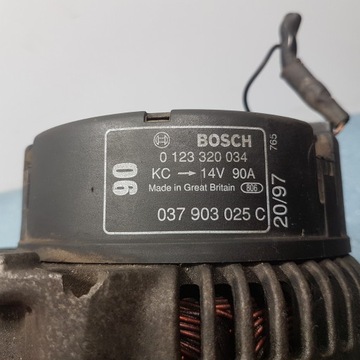 BOSCH
0 123 320 034
KC → 14V 90A
Made in Great Britain 806
037 903 025 C
90
765
20/97